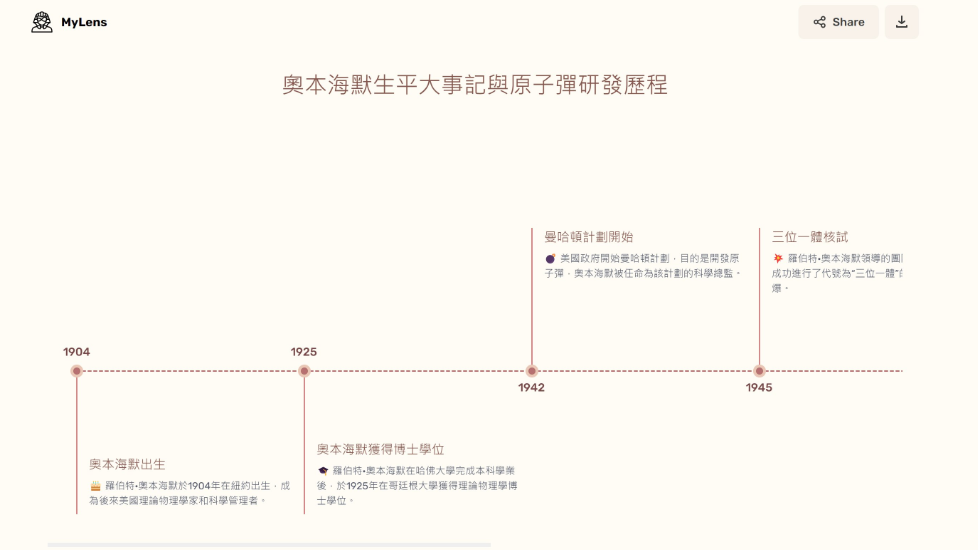 MyLens
Share
奧本海默生平大事記與原子彈研發歷程
曼哈頓計劃開始
美國政府開始曼哈頓計劃，目的是開發原
子彈，奧本海默被任命為該計劃的科學總監。
三位一體核試
羅伯特·奧本海默領導的團
成功進行了代號為"三位一體"
爆。
1904
1925
1942
1945
奧本海默出生
羅伯特·奧本海默於1904年在紐約出生，成
為後來美國理論物理學家和科學管理者。
奧本海默獲得博士學位
羅伯特·奧本海默在哈佛大學完成本科學業
後，於1925年在哥廷根大學獲得理論物理學博
士學位。